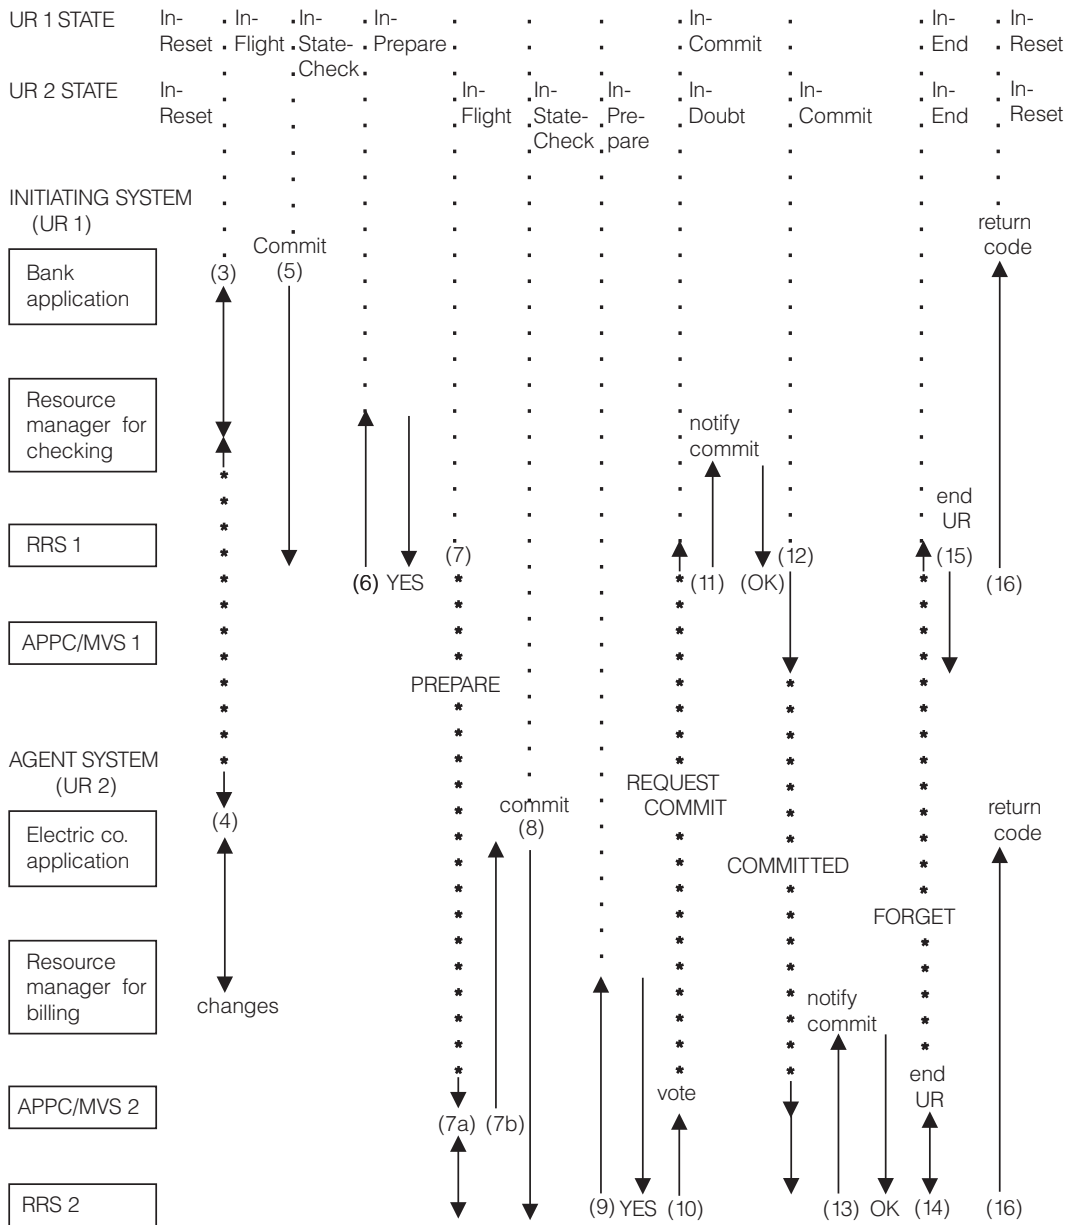 UR 1 STATE In- In- In- In- In- In- In-
Reset Flight State- Prepare Commit End Reset
Check
UR 2 STATE In- In- In- In- In- In- In- In-
Reset Flight State- Pre- Doubt Commit End Reset
Check pare
INITIATING SYSTEM
(UR 1)
return
code
Commit
(3) (5)
Bank
application
Resource
manager for
checking
notify
commit
end
UR
RRS 1
(7) (12) (15)
(6) YES (11) (OK) (16)
APPC/MVS 1
PREPARE
AGENT SYSTEM
(UR 2)
REQUEST
COMMIT
commit
(8)
return
code
(4)
Electric co.
application
COMMITTED
FORGET
Resource
manager for
billing
changes
notify
commit
end
UR
vote
APPC/MVS 2
(7a) (7b)
RRS 2
(9) YES (10) (13) OK (14) (16)